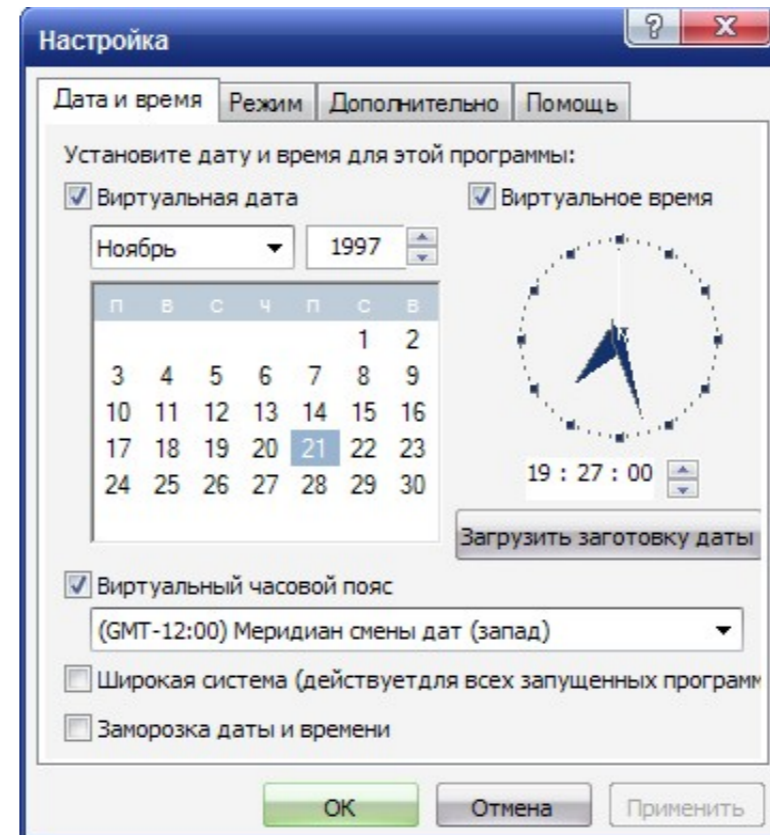 Настройка
Дата и время Режим Дополнительно Помощь
Установите дату и время для этой программы:
Виртуальная дата Виртуальное время
Ноябрь 1997
П В С Ч П С В
1 2
3 4 5 6 7 8 9
10 11 12 13 14 15 16
17 18 19 20 21 22 23
24 25 26 27 28 29 30
19 : 27 : 00
Загрузить заготовку даты
Виртуальный часовой пояс
(GMT-12:00) Меридиан смены дат (запад)
Широкая система (действуетдля всех запущенных программ
Заморозка даты и времени
OK Отмена Применить